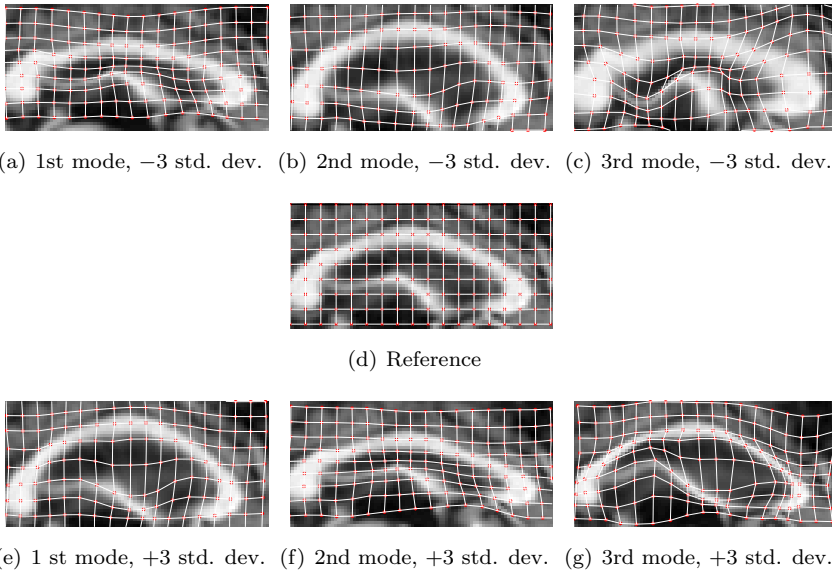 (a) 1st mode, −3 std. dev. (b) 2nd mode, −3 std. dev. (c) 3rd mode, −3 std. dev.
(d) Reference
(e) 1 st mode, +3 std. dev. (f) 2nd mode, +3 std. dev. (g) 3rd mode, +3 std. dev.